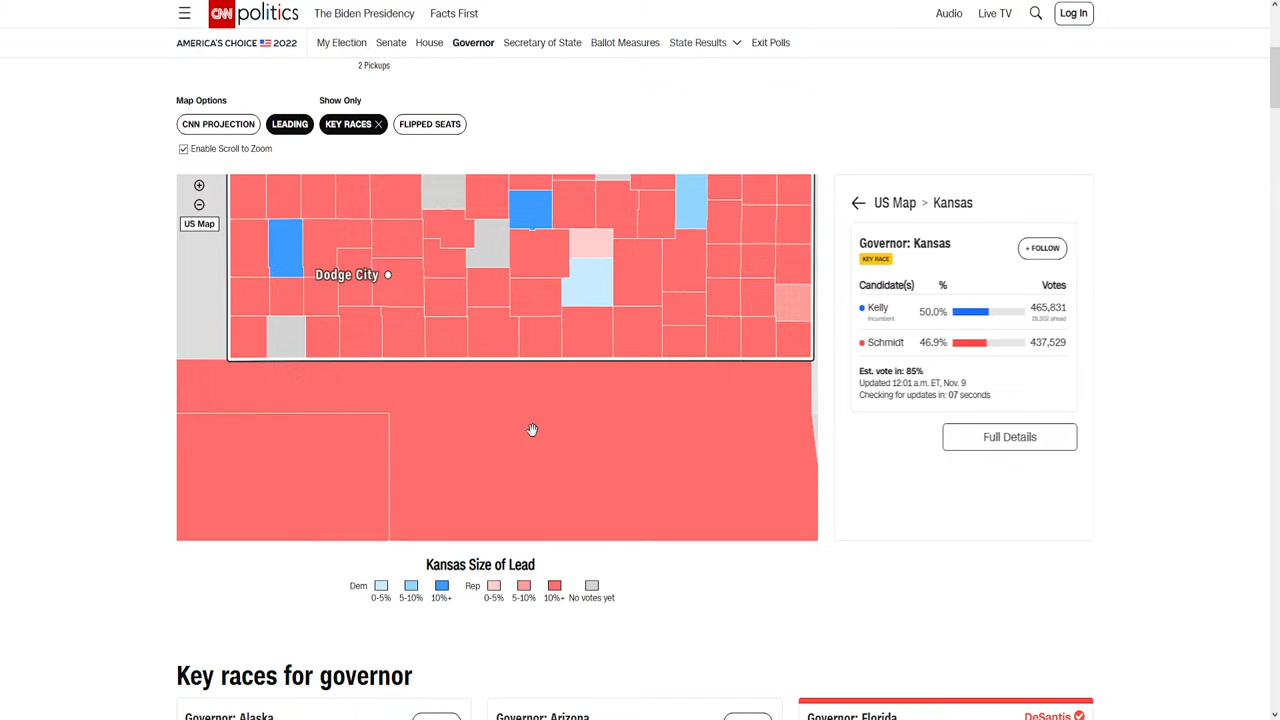 CNN politics The Biden Presidency Facts First Audio Live TV Log In
AMERICA'S CHOICE 2022 My Election Senate House Governor Secretary of State Ballot Measures State Results Exit Polls
2 Pickups
Map Options Show Only
CNN PROJECTION LEADING KEY RACES FLIPPED SEATS
Enable Scroll to Zoom
US Map
Dodge City
US Map > Kansas
Governor: Kansas + FOLLOW
KEY RACE
Candidate(s) % Votes
Kelly 50.0% 465,831
Incumbent 28,302 ahead
Schmidt 46.9% 437,529
Est. vote in: 85%
Updated 12:01 a.m. ET, Nov. 9
Checking for updates in: 07 seconds
Full Details
Kansas Size of Lead
Dem Rep
0-5% 5-10% 10%+ 0-5% 5-10% 10%+ No votes yet
Key races for governor
Governor: Alaska Governor: Arizona Governor: Florida DeSantis